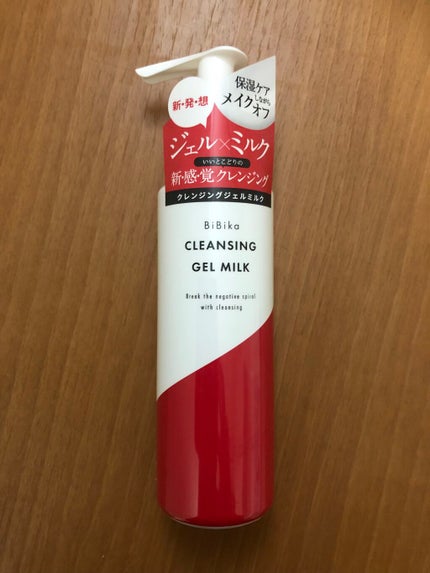 新・発・想
保湿ケア
しながら
メイクオフ
ジェル×ミルク
いいとこどりの
新・感・覚クレンジング
クレンジングジェルミルク
BiBika
CLEANSING
GEL MILK
Break the negative spiral
with cleansing